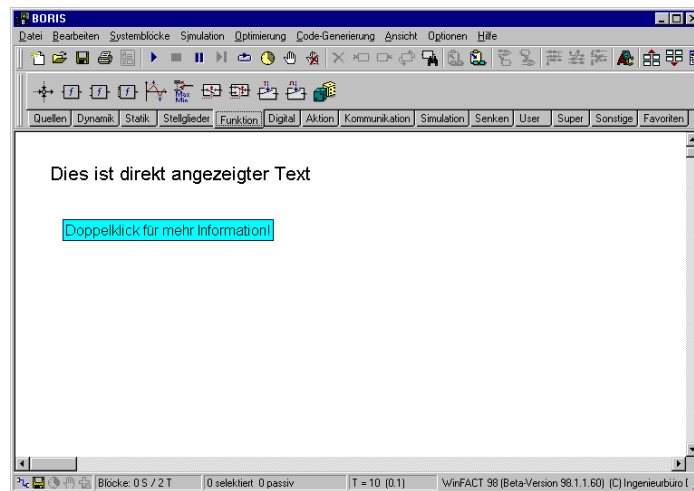 BORIS
Datei Bearbeiten Systemblöcke Simulation Optimierung Code-Generierung Ansicht Optionen Hilfe
Max
Min
Quellen Dynamik Statik Stellglieder Funktion Digital Aktion Kommunikation Simulation Senken User Super Sonstige Favoriten
Dies ist direkt angezeigter Text
Doppelklick für mehr Information!
Blöcke: 0 S / 2 T 0 selektiert 0 passiv T = 10 (0.1) WinFACT 98 (Beta-Version 98.1.1.60) (C) Ingenieurbüro